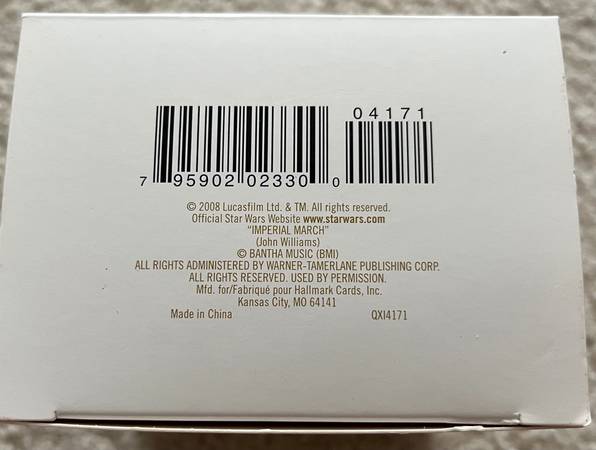 04171
7 95902 02330 0
© 2008 Lucasfilm Ltd. & TM. All rights reserved.
Official Star Wars Website www.starwars.com
“IMPERIAL MARCH”
(John Williams)
© BANTHA MUSIC (BMI)
ALL RIGHTS ADMINISTERED BY WARNER-TAMERLANE PUBLISHING CORP.
ALL RIGHTS RESERVED. USED BY PERMISSION.
Mfd. for/Fabriqué pour Hallmark Cards, Inc.
Kansas City, MO 64141
Made in China QXI4171